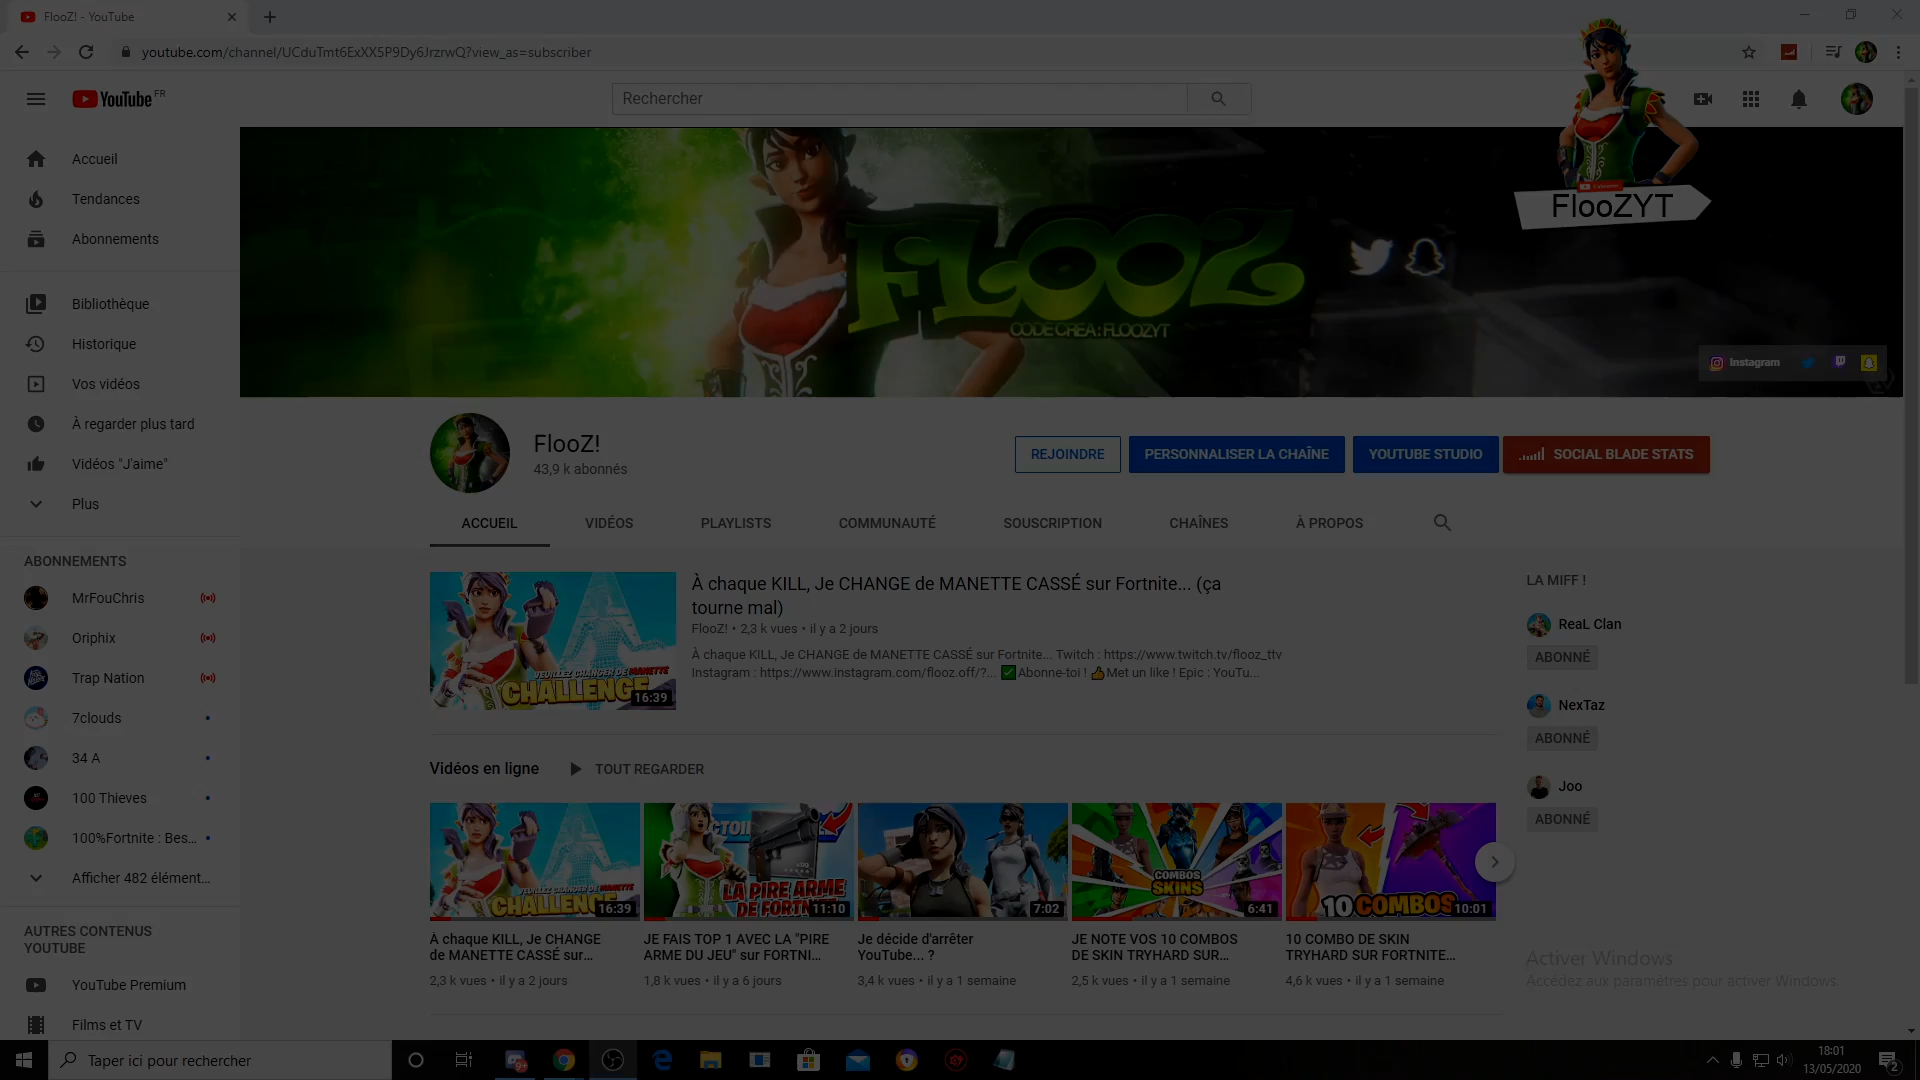 FlooZ! - YouTube
youtube.com/channel/UCduTmt6ExXX5P9Dy6JrzrwQ?view_as=subscriber
YouTube FR
Rechercher
Accueil
Tendances
Abonnements
Bibliothèque
Historique
Vos vidéos
À regarder plus tard
Vidéos "J'aime"
Plus
ABONNEMENTS
MrFouChris
Oriphix
Trap Nation
7clouds
34 A
100 Thieves
100%Fortnite : Bes...
Afficher 482 élément...
AUTRES CONTENUS
YOUTUBE
YouTube Premium
Films et TV
FlooZYT
FLOOZ
CODE CREA : FLOOZYT
Instagram
FlooZ!
43,9 k abonnés
REJOINDRE
PERSONNALISER LA CHAÎNE
YOUTUBE STUDIO
SOCIAL BLADE STATS
ACCUEIL
VIDÉOS
PLAYLISTS
COMMUNAUTÉ
SOUSCRIPTION
CHAÎNES
À PROPOS
VEUILLEZ CHANGER DE MANETTE
CHALLENGE
16:39
À chaque KILL, Je CHANGE de MANETTE CASSÉ sur Fortnite... (ça
tourne mal)
FlooZ! • 2,3 k vues • il y a 2 jours
À chaque KILL, Je CHANGE de MANETTE CASSÉ sur Fortnite... Twitch : https://www.twitch.tv/flooz_ttv
Instagram : https://www.instagram.com/flooz.off/?... ✅Abonne-toi ! 👍Met un like ! Epic : YouTu...
LA MIFF !
ReaL Clan
ABONNÉ
NexTaz
ABONNÉ
Joo
ABONNÉ
Vidéos en ligne
TOUT REGARDER
VEUILLEZ CHANGER DE MANETTE
CHALLENGE
16:39
À chaque KILL, Je CHANGE
de MANETTE CASSÉ sur...
2,3 k vues • il y a 2 jours
LA PIRE ARME
DE FORTNITE
11:10
JE FAIS TOP 1 AVEC LA "PIRE
ARME DU JEU" sur FORTNI...
1,8 k vues • il y a 6 jours
7:02
Je décide d'arrêter
YouTube... ?
3,4 k vues • il y a 1 semaine
COMBOS
SKINS
6:41
JE NOTE VOS 10 COMBOS
DE SKIN TRYHARD SUR...
2,5 k vues • il y a 1 semaine
10 COMBOS
10:01
10 COMBO DE SKIN
TRYHARD SUR FORTNITE...
4,6 k vues • il y a 1 semaine
Activer Windows
Accédez aux paramètres pour activer Windows.
Taper ici pour rechercher
9+
18:01
13/05/2020
2